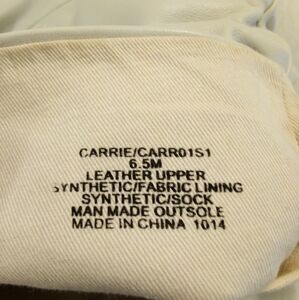 CARRIE/CARR01S1
6.5M
LEATHER UPPER
SYNTHETIC/FABRIC LINING
SYNTHETIC/SOCK
MAN MADE OUTSOLE
MADE IN CHINA 1014